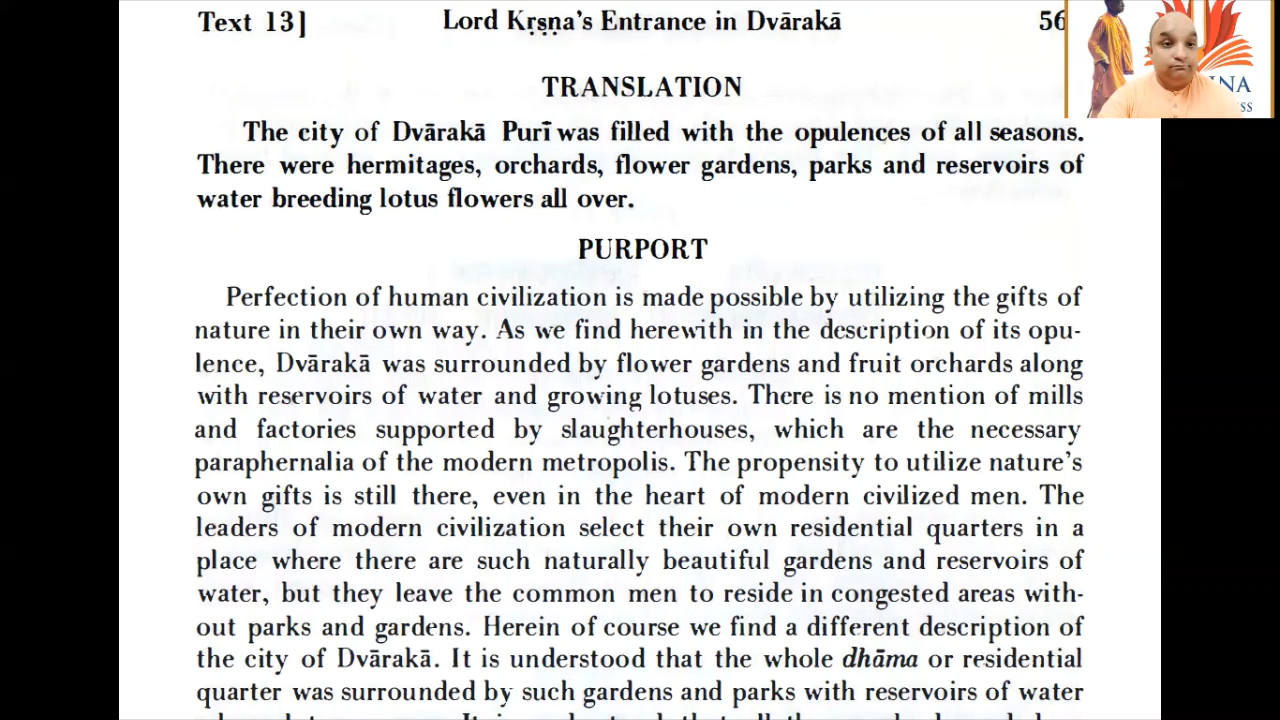 Text 13]
Lord Kṛṣṇa's Entrance in Dvārakā
56
TRANSLATION
The city of Dvārakā Purī was filled with the opulences of all seasons.
There were hermitages, orchards, flower gardens, parks and reservoirs of
water breeding lotus flowers all over.
PURPORT
Perfection of human civilization is made possible by utilizing the gifts of
nature in their own way. As we find herewith in the description of its opu-
lence, Dvārakā was surrounded by flower gardens and fruit orchards along
with reservoirs of water and growing lotuses. There is no mention of mills
and factories supported by slaughterhouses, which are the necessary
paraphernalia of the modern metropolis. The propensity to utilize nature's
own gifts is still there, even in the heart of modern civilized men. The
leaders of modern civilization select their own residential quarters in a
place where there are such naturally beautiful gardens and reservoirs of
water, but they leave the common men to reside in congested areas with-
out parks and gardens. Herein of course we find a different description of
the city of Dvārakā. It is understood that the whole dhāma or residential
quarter was surrounded by such gardens and parks with reservoirs of water